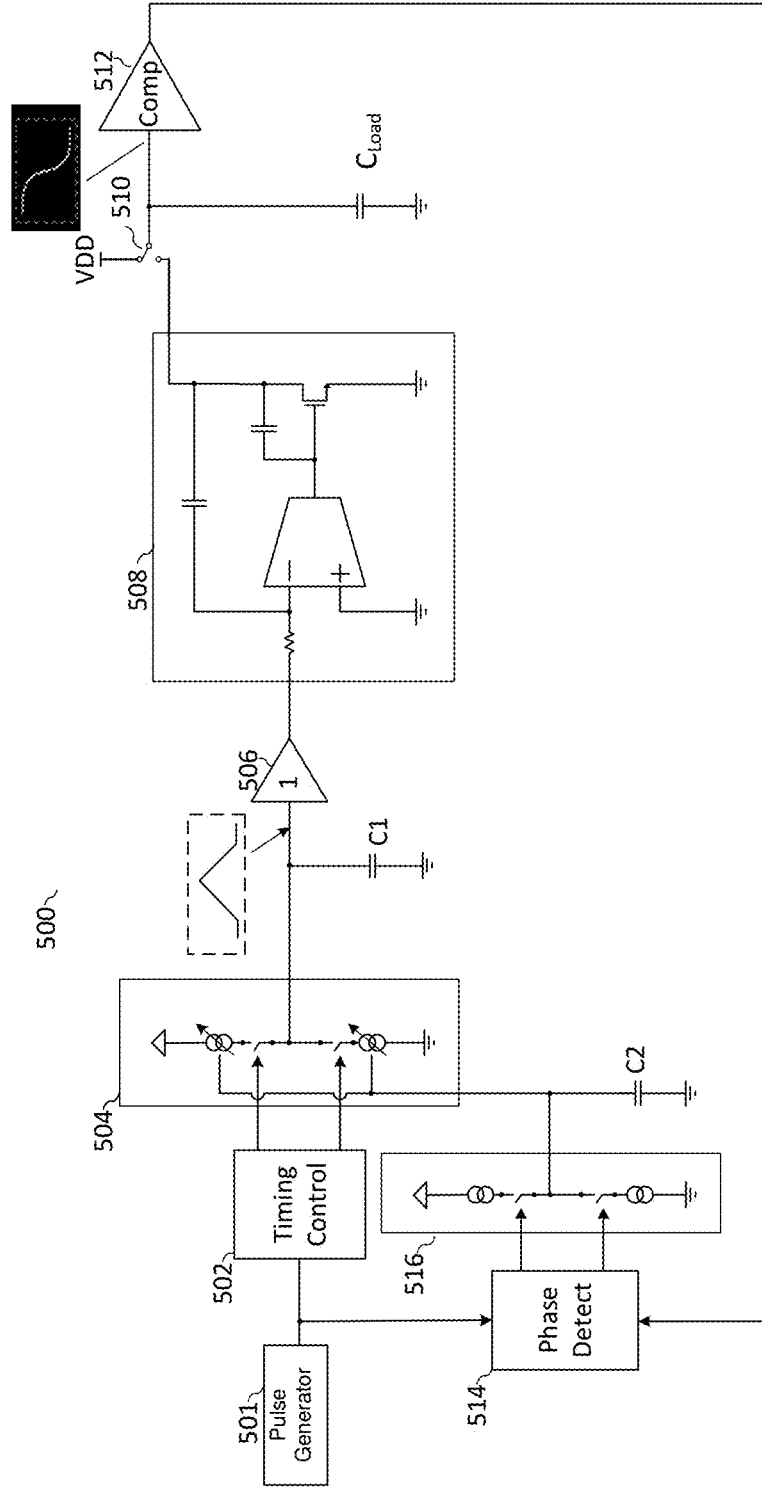 500
501
Pulse
Generator
502
Timing
Control
504
C1
1
506
508
−
+
VDD
510
Comp
512
C_Load
514
Phase
Detect
516
C2